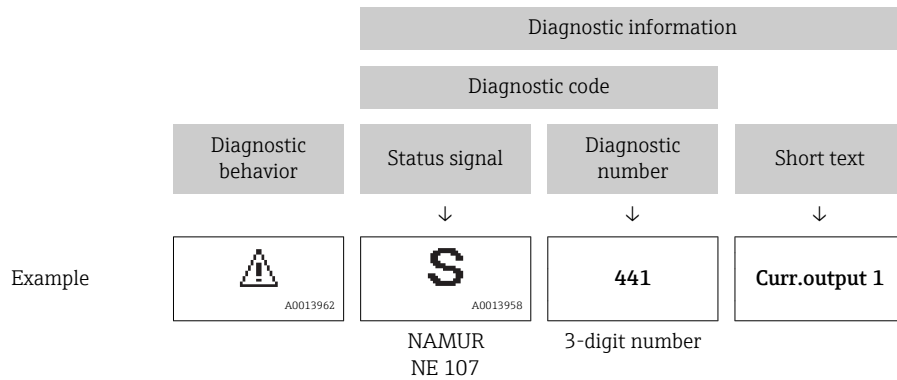 Diagnostic information
Diagnostic code
Diagnostic
behavior
Status signal
Diagnostic
number
Short text
↓ ↓ ↓
Example
A0013962
S
A0013958
441
Curr.output 1
NAMUR
NE 107
3-digit number